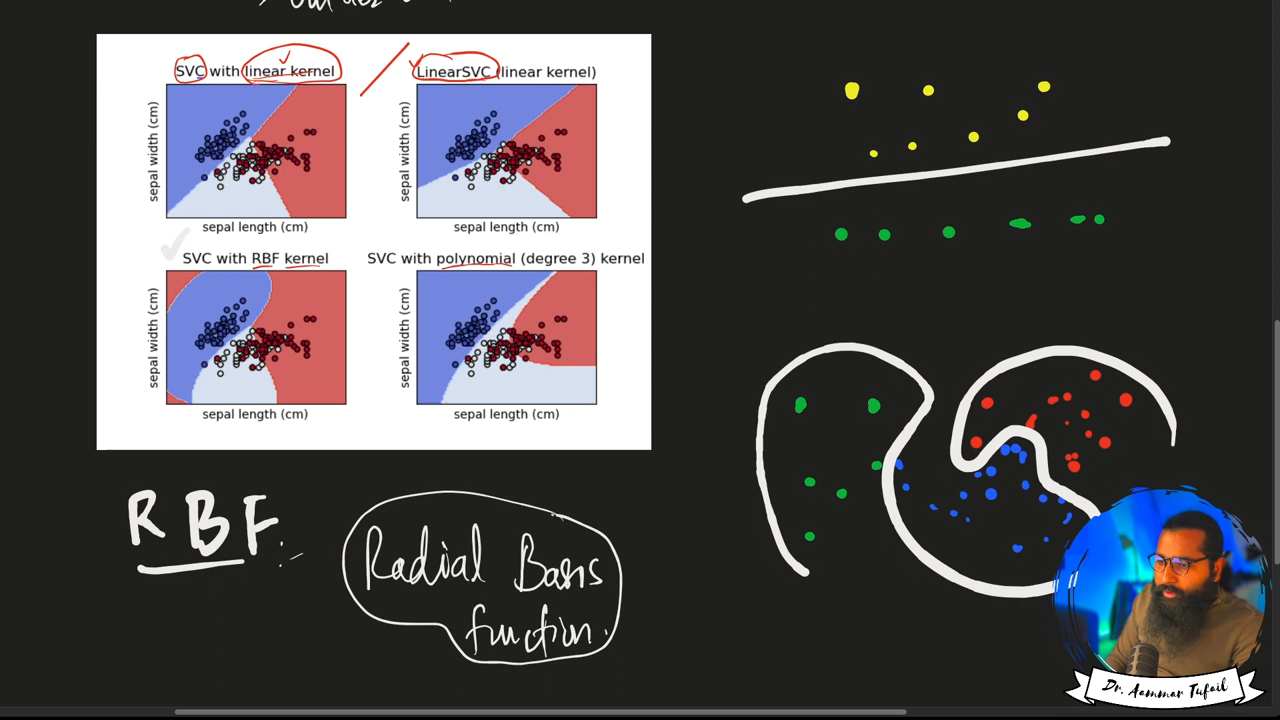 SVC with linear kernel
LinearSVC (linear kernel)
sepal width (cm)
sepal width (cm)
sepal length (cm)
sepal length (cm)
SVC with RBF kernel
SVC with polynomial (degree 3) kernel
sepal width (cm)
sepal width (cm)
sepal length (cm)
sepal length (cm)
RBF
Radial Basis
function.
Dr. Aammar Tufail